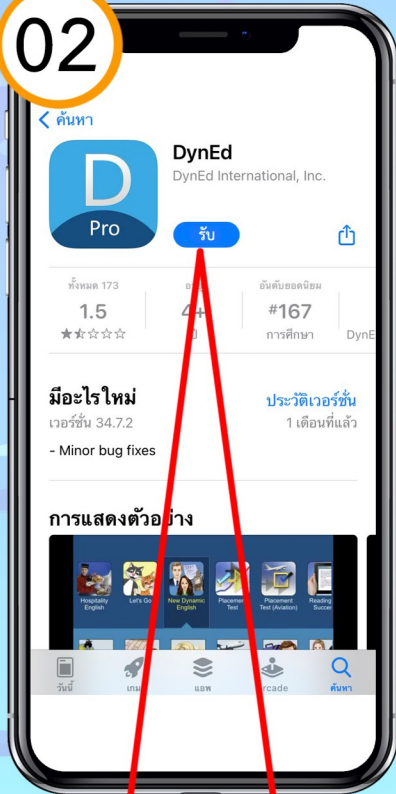 02
ค้นหา
D
Pro
DynEd
DynEd International, Inc.
รับ
ทั้งหมด 173
อันดับยอดนิยม
1.5
4+
#167
การศึกษา
DynE
มีอะไรใหม่
ประวัติเวอร์ชั่น
เวอร์ชั่น 34.7.2
1 เดือนที่แล้ว
- Minor bug fixes
การแสดงตัวอย่าง
Hospitality English
Let's Go
New Dynamic English
Placement Test
Placement Test (Aviation)
Reading
วันนี้
เกม
แอพ
Arcade
ค้นหา